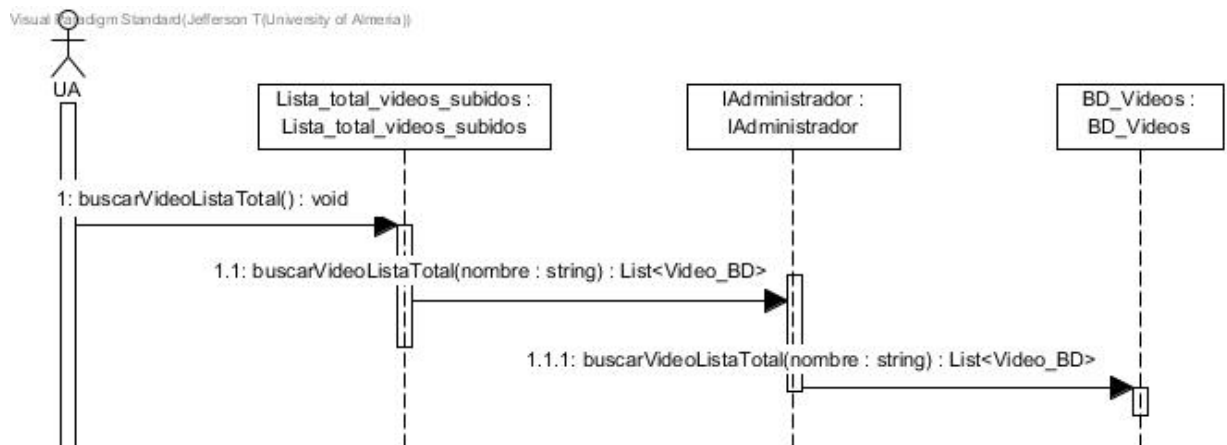 Visual Paradigm Standard(Jefferson T(University of Almeria))
UA
Lista_total_videos_subidos :
Lista_total_videos_subidos
IAdministrador :
IAdministrador
BD_Videos :
BD_Videos
1: buscarVideoListaTotal() : void
1.1: buscarVideoListaTotal(nombre : string) : List<Video_BD>
1.1.1: buscarVideoListaTotal(nombre : string) : List<Video_BD>